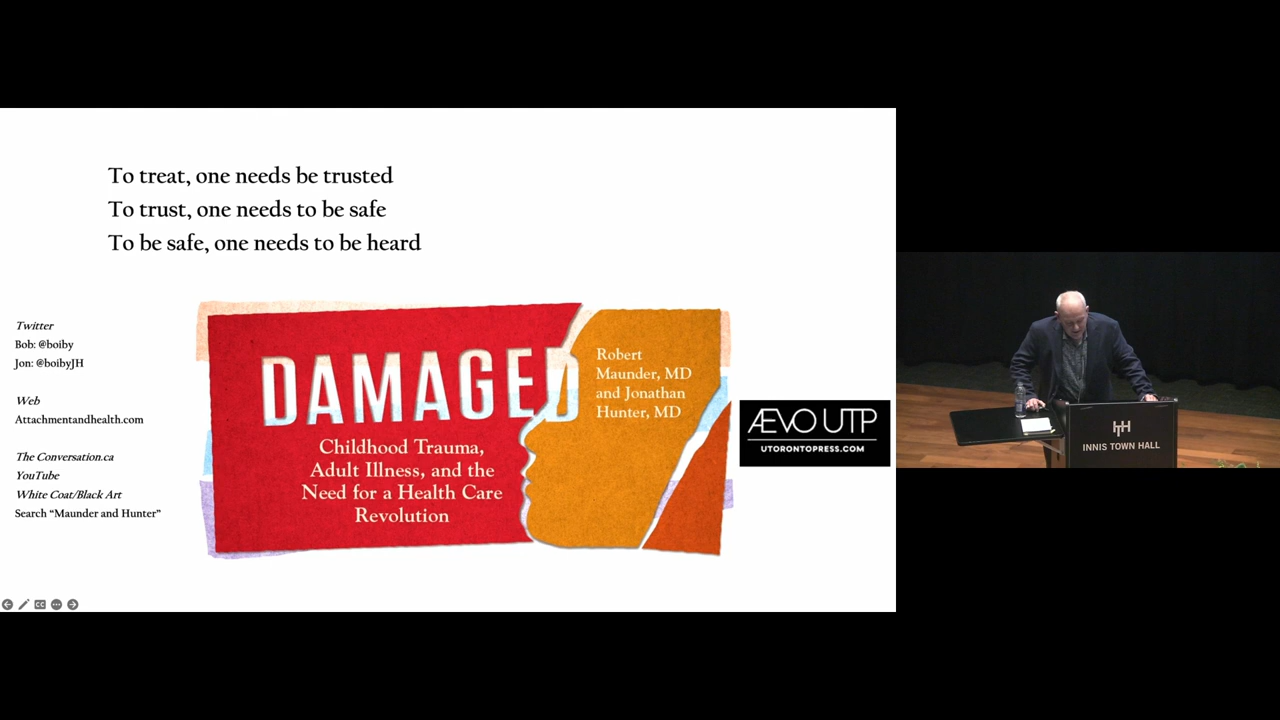 To treat, one needs be trusted
To trust, one needs to be safe
To be safe, one needs to be heard
Twitter
Bob: @boiby
Jon: @boibyJH
Web
Attachmentandhealth.com
The Conversation.ca
YouTube
White Coat/Black Art
Search “Maunder and Hunter”
DAMAGED
Childhood Trauma,
Adult Illness, and the
Need for a Health Care
Revolution
Robert
Maunder, MD
and Jonathan
Hunter, MD
ÆVO UTP
UTORONTOPRESS.COM
ITH
INNIS TOWN HALL